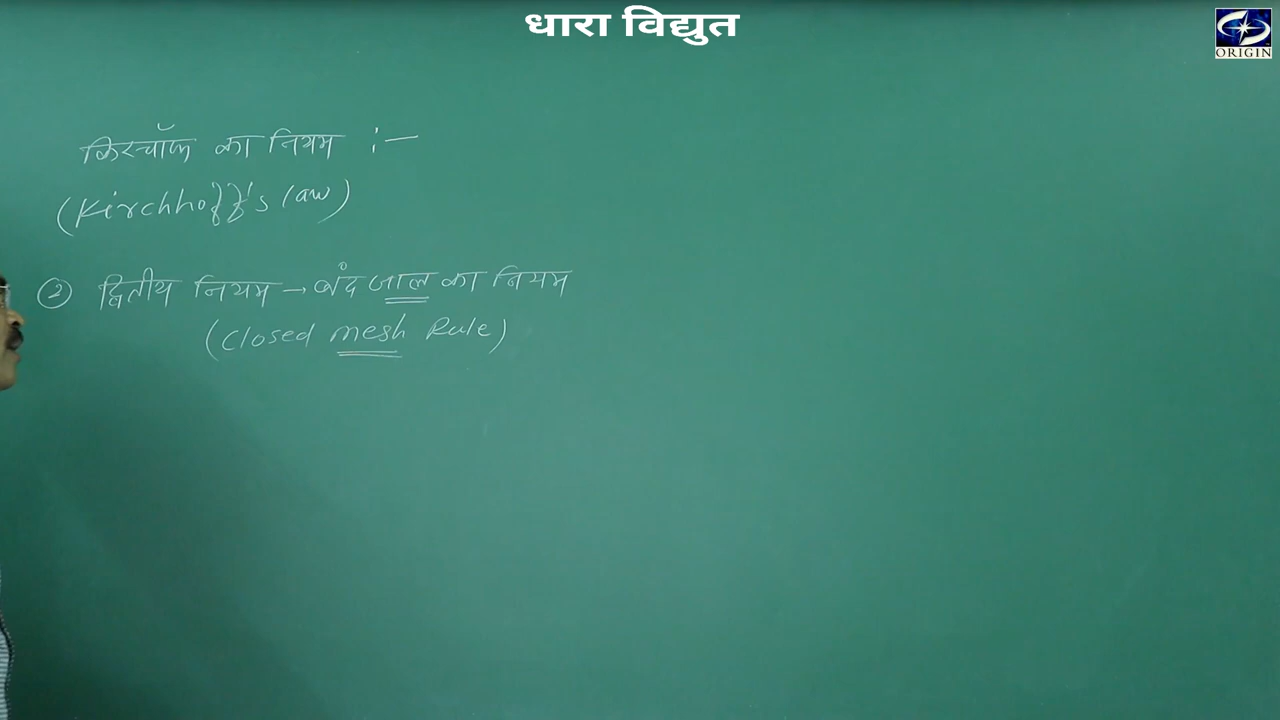 धारा विद्युत
ORIGIN
किरचॉफ का नियम :-
(Kirchhoff's law)
② द्वितीय नियम → बंद जाल का नियम
(Closed mesh Rule)